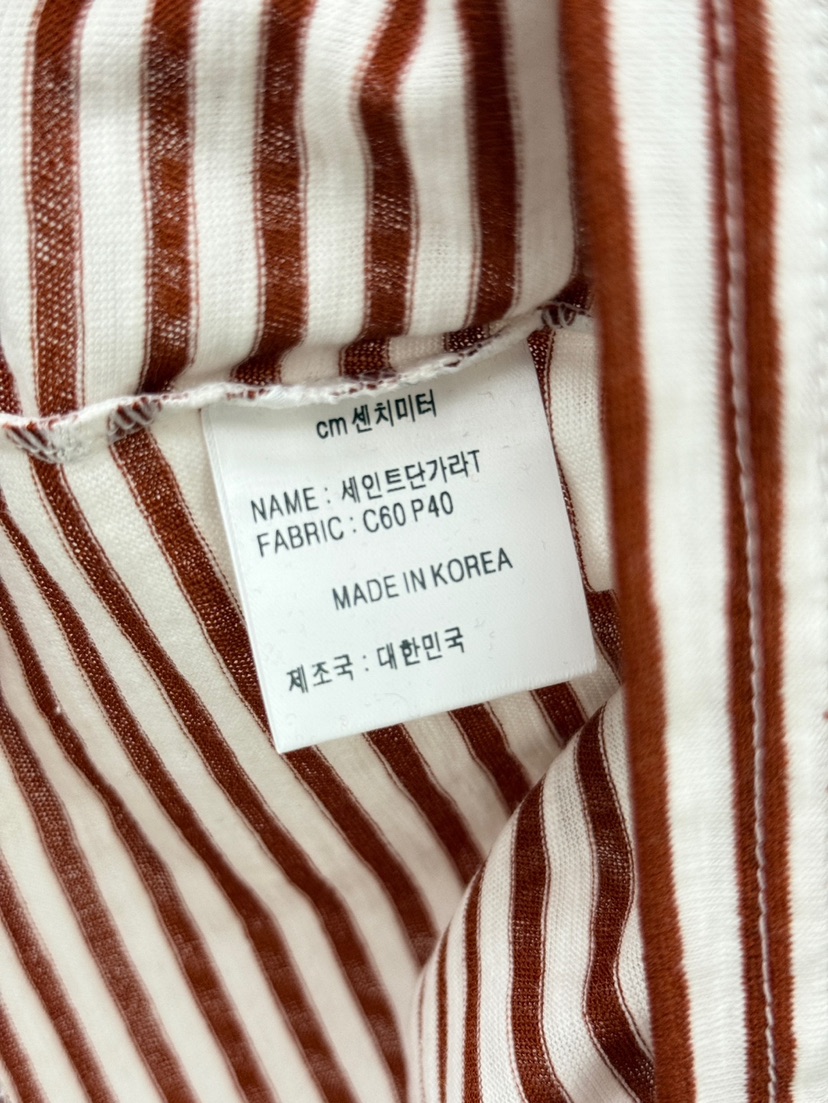 cm 센치미터
NAME : 세인트단가라T
FABRIC : C60 P40
MADE IN KOREA
제조국 : 대한민국